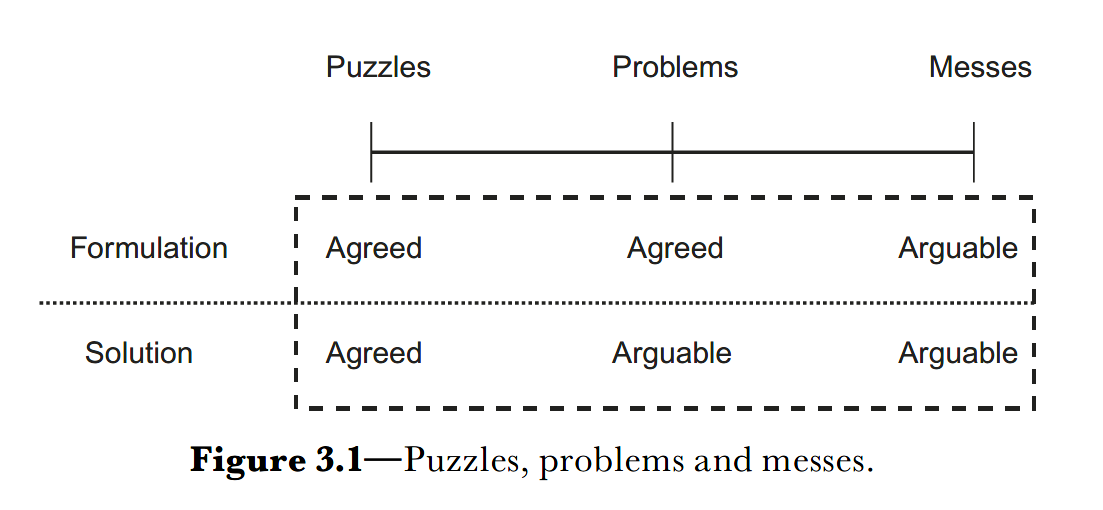 Puzzles Problems Messes
Formulation Agreed Agreed Arguable
Solution Agreed Arguable Arguable
Figure 3.1—Puzzles, problems and messes.